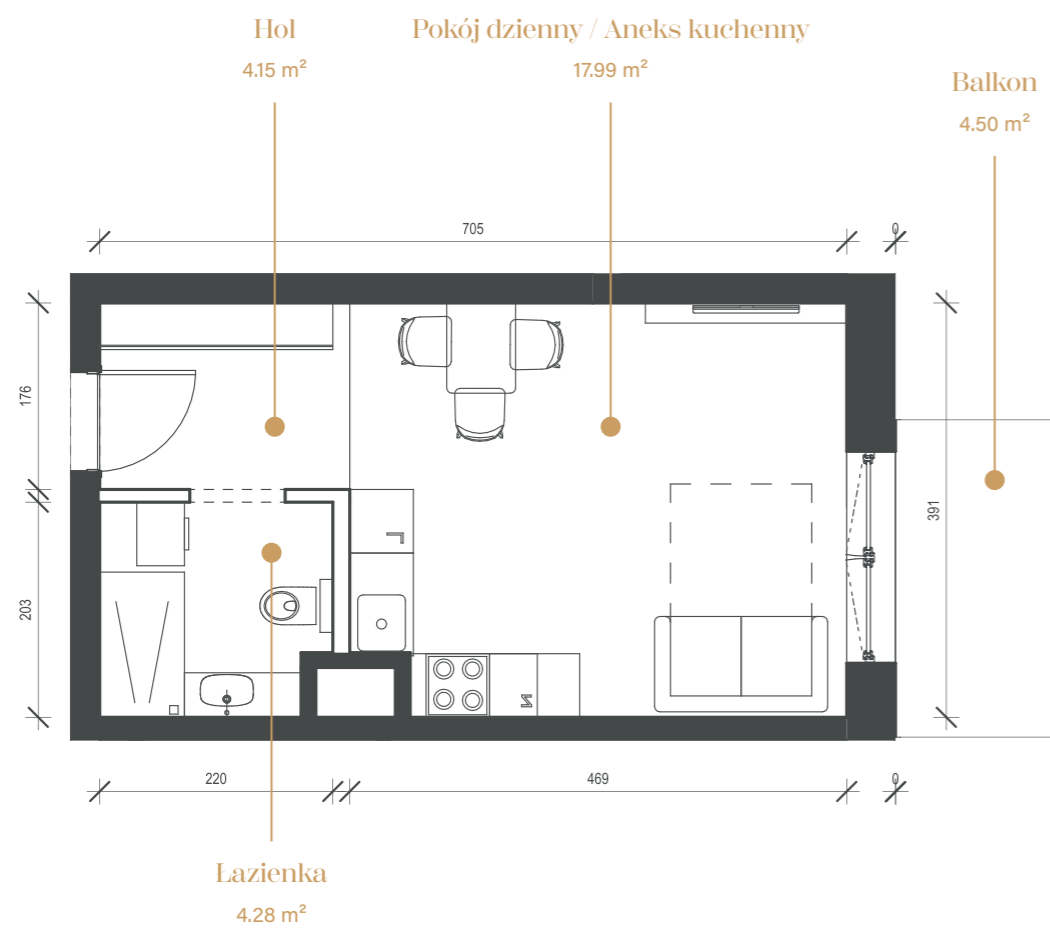 Hol
4.15 m²
Pokój dzienny / Aneks kuchenny
17.99 m²
Balkon
4.50 m²
705
0
176
203
391
L
Z
220
469
0
Łazienka
4.28 m²